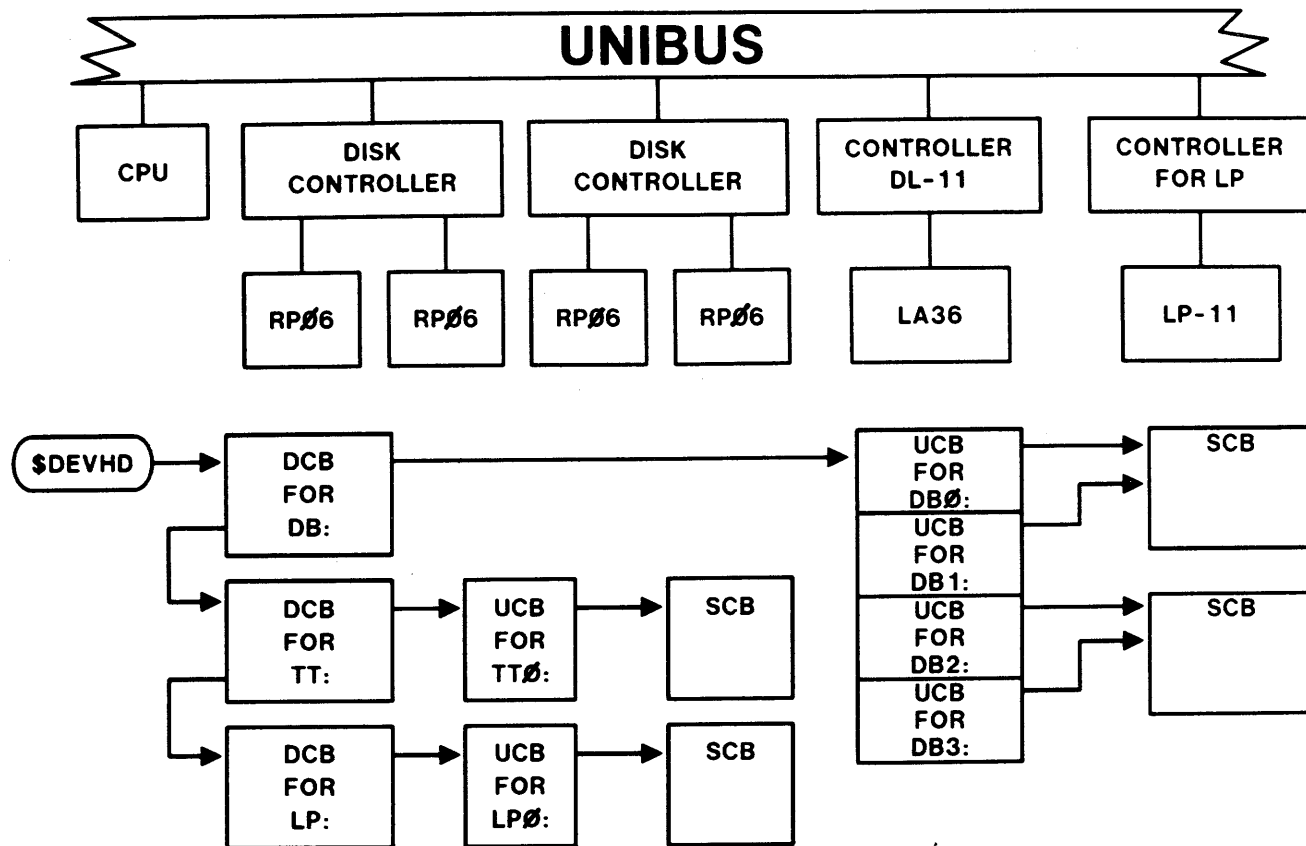 UNIBUS
CPU
DISK
CONTROLLER
DISK
CONTROLLER
CONTROLLER
DL-11
CONTROLLER
FOR LP
RPØ6
RPØ6
RPØ6
RPØ6
LA36
LP-11
$DEVHD
DCB
FOR
DB:
UCB
FOR
DBØ:
UCB
FOR
DB1:
UCB
FOR
DB2:
UCB
FOR
DB3:
SCB
SCB
DCB
FOR
TT:
UCB
FOR
TTØ:
SCB
DCB
FOR
LP:
UCB
FOR
LPØ:
SCB